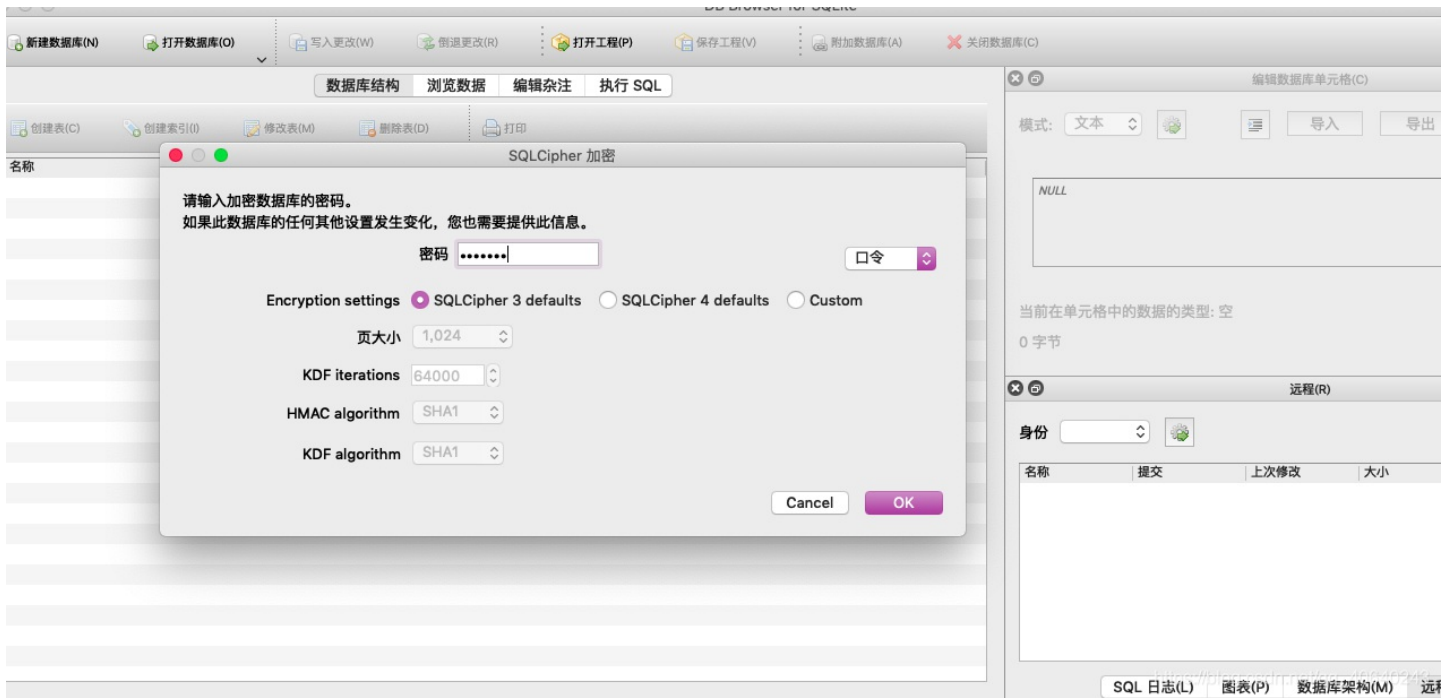 DB Browser for SQLite
新建数据库(N) 打开数据库(O) 写入更改(W) 倒退更改(R) 打开工程(P) 保存工程(V) 附加数据库(A) 关闭数据库(C)
数据库结构 浏览数据 编辑杂注 执行 SQL
创建表(C) 创建索引(I) 修改表(M) 删除表(D) 打印
名称
SQLCipher 加密
请输入加密数据库的密码。
如果此数据库的任何其他设置发生变化，您也需要提供此信息。
密码 •••••••
口令
Encryption settings SQLCipher 3 defaults SQLCipher 4 defaults Custom
页大小 1,024
KDF iterations 64000
HMAC algorithm SHA1
KDF algorithm SHA1
Cancel OK
编辑数据库单元格(C)
模式: 文本 导入 导出
NULL
当前在单元格中的数据的类型: 空
0 字节
远程(R)
身份
名称 提交 上次修改 大小
SQL 日志(L) 图表(P) 数据库架构(M)